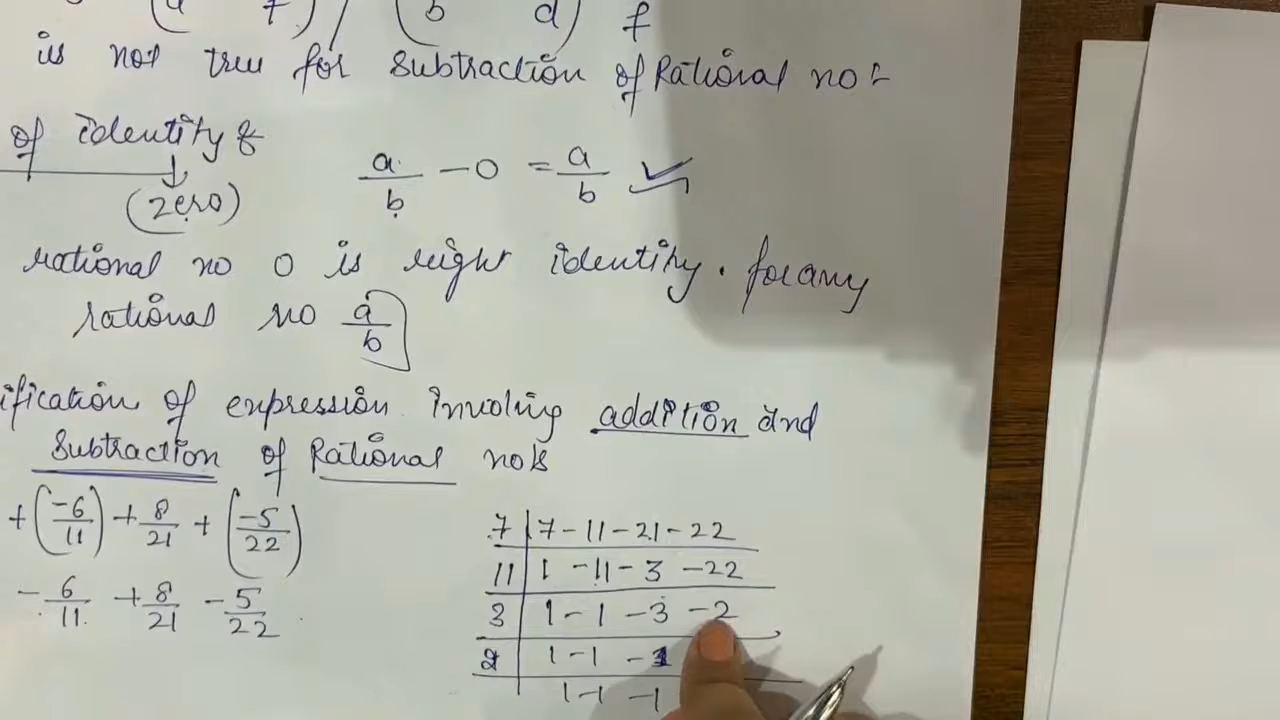 b d f
is not true for Subtraction of Rational no:
of identity &
(zero)
a/b - 0 = a/b ✓
rational no 0 is right identity. for any
rational no a/b
ification of expression involving addition and
Subtraction of Rational no's
+ (-6/11) + 8/21 + (-5/22)
- 6/11 + 8/21 - 5/22
7 | 7 - 11 - 21 - 22
11 | 1 - 11 - 3 - 22
3 | 1 - 1 - 3 - 2
2 | 1 - 1 - 1
1 - 1 - 1